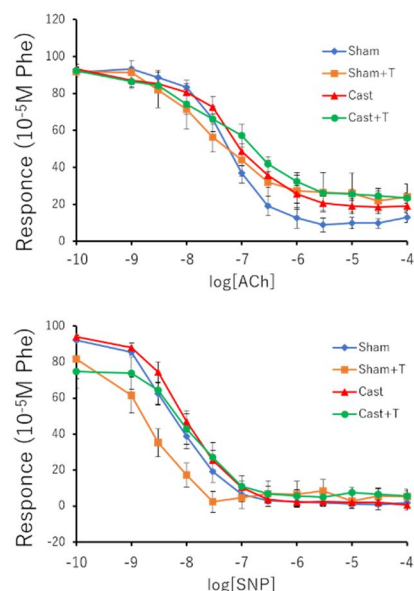 120
100
80
60
40
20
0
Responce (10-5M Phe)
-10 -9 -8 -7 -6 -5 -4
log[ACh]
Sham
Sham+T
Cast
Cast+T
100
80
60
40
20
0
-20
Responce (10-5M Phe)
-10 -9 -8 -7 -6 -5 -4
log[SNP]
Sham
Sham+T
Cast
Cast+T